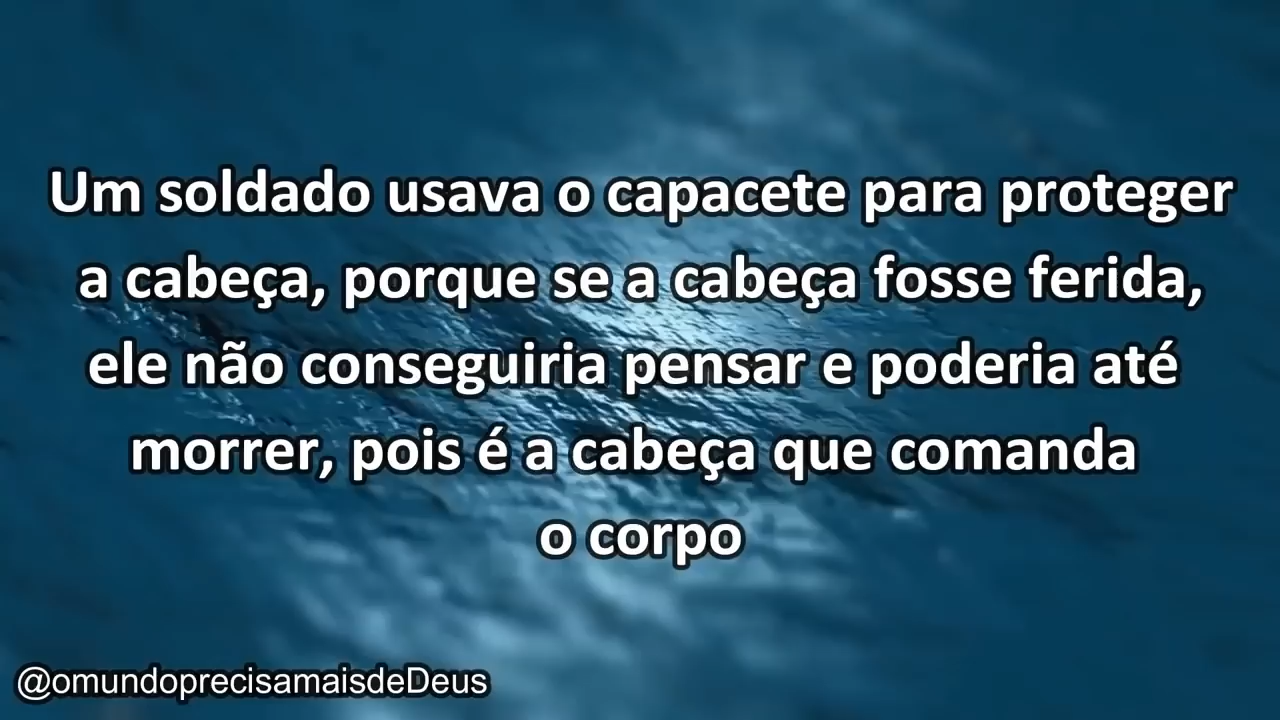 Um soldado usava o capacete para proteger
a cabeça, porque se a cabeça fosse ferida,
ele não conseguiria pensar e poderia até
morrer, pois é a cabeça que comanda
o corpo
@omundoprecisamaisdeDeus